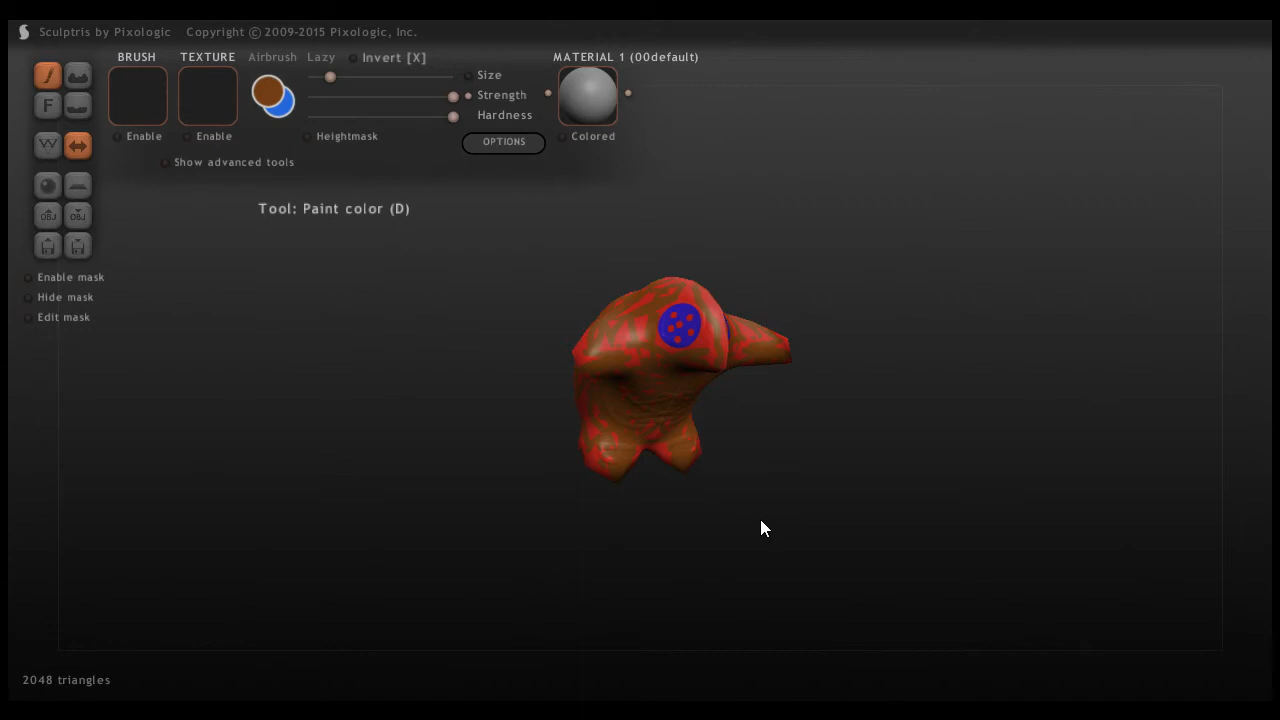 Sculptris by Pixologic Copyright © 2009-2015 Pixologic, Inc.
BRUSH TEXTURE Airbrush Lazy Invert [X] MATERIAL 1 (00default)
Size
Strength
F
Hardness
Enable Enable Heightmask OPTIONS Colored
Show advanced tools
Tool: Paint color (D)
OBJ OBJ
Enable mask
Hide mask
Edit mask
2048 triangles